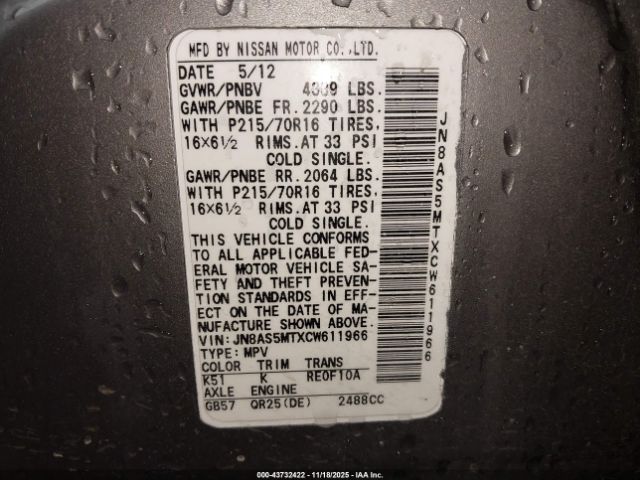 MFD BY NISSAN MOTOR CO.,LTD.
DATE 5/12
GVWR/PNBV 4389 LBS.
GAWR/PNBE FR. 2290 LBS.
WITH P215/70R16 TIRES,
16×6½ RIMS. AT 33 PSI
COLD SINGLE.
GAWR/PNBE RR. 2064 LBS.
WITH P215/70R16 TIRES,
16×6½ RIMS. AT 33 PSI
COLD SINGLE.
THIS VEHICLE CONFORMS
TO ALL APPLICABLE FED-
ERAL MOTOR VEHICLE SA-
FETY AND THEFT PREVEN-
TION STANDARDS IN EFF-
ECT ON THE DATE OF MA-
NUFACTURE SHOWN ABOVE.
VIN: JN8AS5MTXCW611966
TYPE: MPV
COLOR TRIM TRANS
K51 K RE0F10A
AXLE ENGINE
GB57 QR25(DE) 2488CC
JN8AS5MTXCW611966
000-43732422 | 11/18/2025 | IAA Inc.